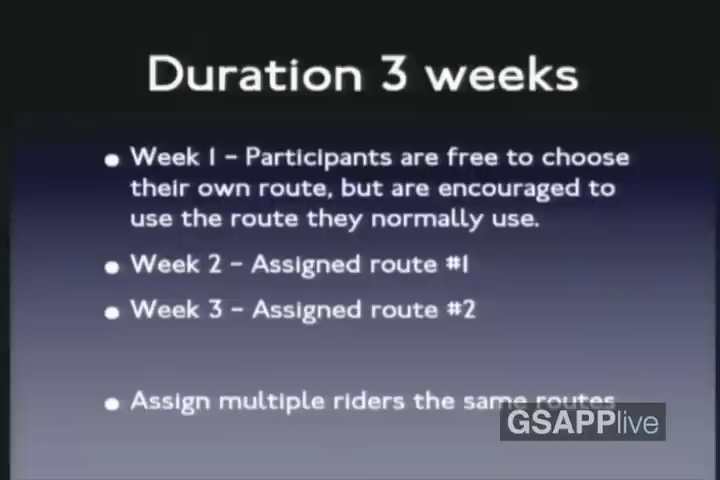 Duration 3 weeks
• Week 1 – Participants are free to choose
their own route, but are encouraged to
use the route they normally use.
• Week 2 – Assigned route #1
• Week 3 – Assigned route #2
• Assign multiple riders the same routes
GSAPPlive